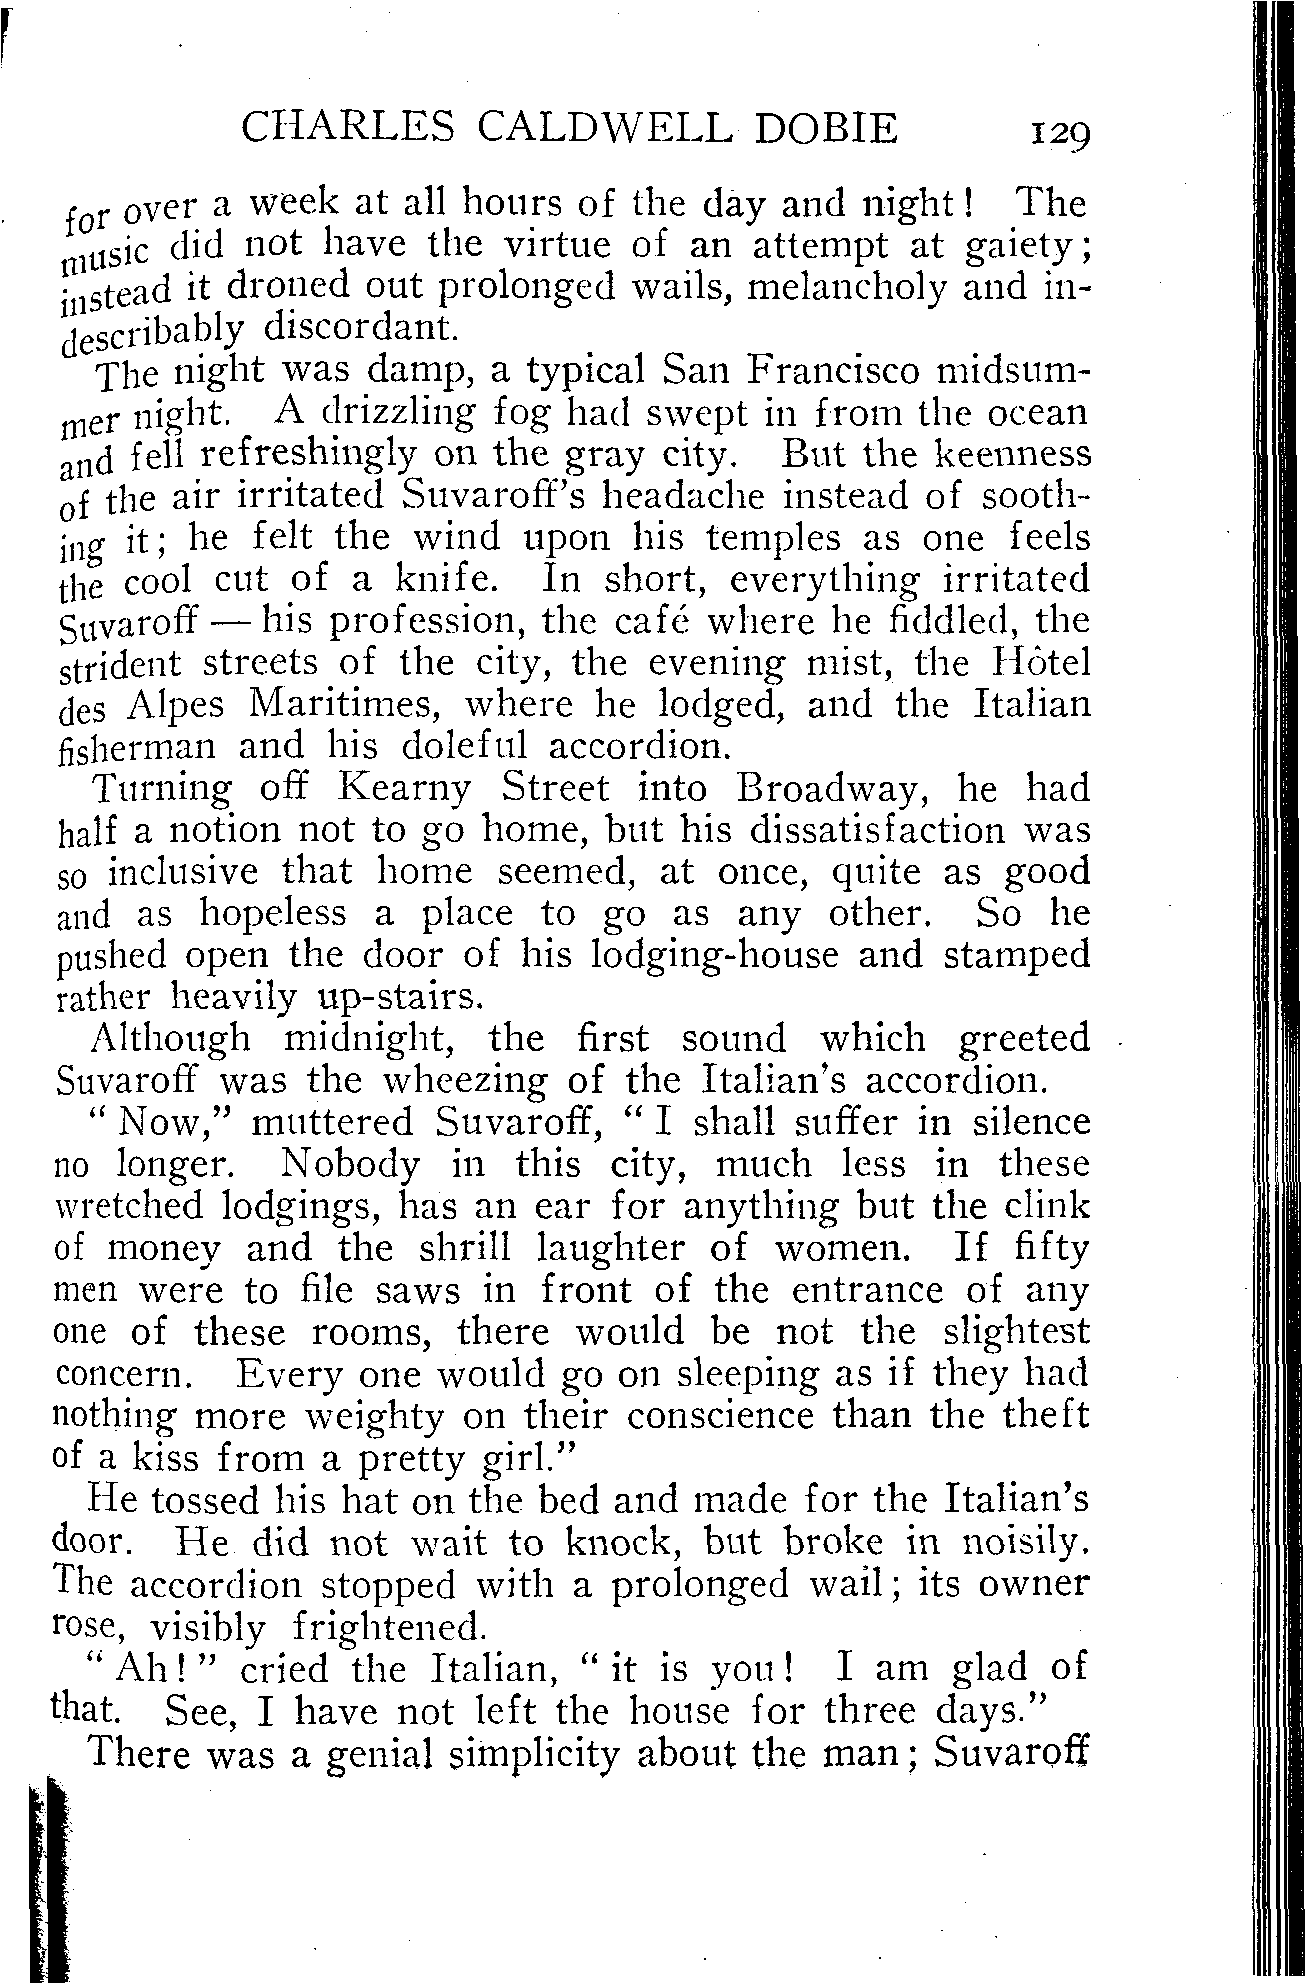 CHARLES CALDWELL DOBIE 129
for over a week at all hours of the day and night! The
music did not have the virtue of an attempt at gaiety;
instead it droned out prolonged wails, melancholy and in-
describably discordant.
The night was damp, a typical San Francisco midsum-
mer night. A drizzling fog had swept in from the ocean
and fell refreshingly on the gray city. But the keenness
of the air irritated Suvaroff's headache instead of sooth-
ing it; he felt the wind upon his temples as one feels
the cool cut of a knife. In short, everything irritated
Suvaroff — his profession, the café where he fiddled, the
strident streets of the city, the evening mist, the Hôtel
des Alpes Maritimes, where he lodged, and the Italian
fisherman and his doleful accordion.
Turning off Kearny Street into Broadway, he had
half a notion not to go home, but his dissatisfaction was
so inclusive that home seemed, at once, quite as good
and as hopeless a place to go as any other. So he
pushed open the door of his lodging-house and stamped
rather heavily up-stairs.
Although midnight, the first sound which greeted
Suvaroff was the wheezing of the Italian's accordion.
“ Now,” muttered Suvaroff, “ I shall suffer in silence
no longer. Nobody in this city, much less in these
wretched lodgings, has an ear for anything but the clink
of money and the shrill laughter of women. If fifty
men were to file saws in front of the entrance of any
one of these rooms, there would be not the slightest
concern. Every one would go on sleeping as if they had
nothing more weighty on their conscience than the theft
of a kiss from a pretty girl.”
He tossed his hat on the bed and made for the Italian's
door. He did not wait to knock, but broke in noisily.
The accordion stopped with a prolonged wail; its owner
rose, visibly frightened.
“ Ah! ” cried the Italian, “ it is you! I am glad of
that. See, I have not left the house for three days.”
There was a genial simplicity about the man; Suvaroff